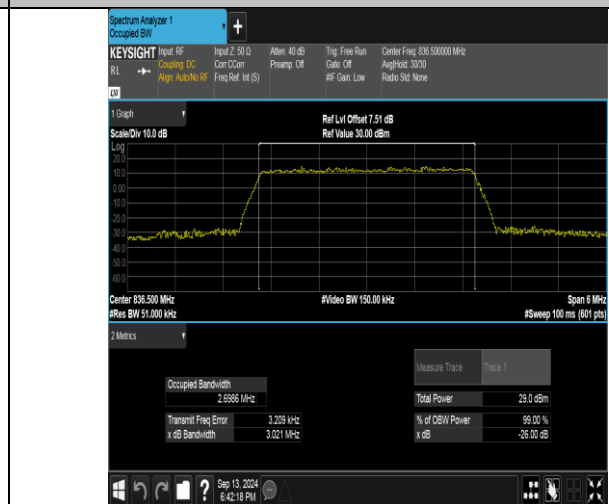 Spectrum Analyzer 1
Occupied BW
+
KEYSIGHT Input: RF Input Z: 50 Ω Atten: 40 dB Trig: Free Run Center Freq: 836.500000 MHz
RL Coupling: DC Corr CCorr Preamp: Off Gate: Off Avg|Hold: 30/30
Align: Auto/No RF Freq Ref: Int (S) #IF Gain: Low Radio Std: None
LXI
1 Graph
Ref Lvl Offset 7.51 dB
Scale/Div 10.0 dB Ref Value 30.00 dBm
Log
20.0
10.0
0.00
-10.0
-20.0
-30.0
-40.0
-50.0
-60.0
Center 836.500 MHz #Video BW 150.00 kHz Span 6 MHz
#Res BW 51.000 kHz #Sweep 100 ms (601 pts)
2 Metrics
Measure Trace Trace 1
Occupied Bandwidth
2.6986 MHz Total Power 29.0 dBm
Transmit Freq Error 3.209 kHz % of OBW Power 99.00 %
x dB Bandwidth 3.021 MHz x dB -26.00 dB
? Sep 13, 2024
6:42:18 PM